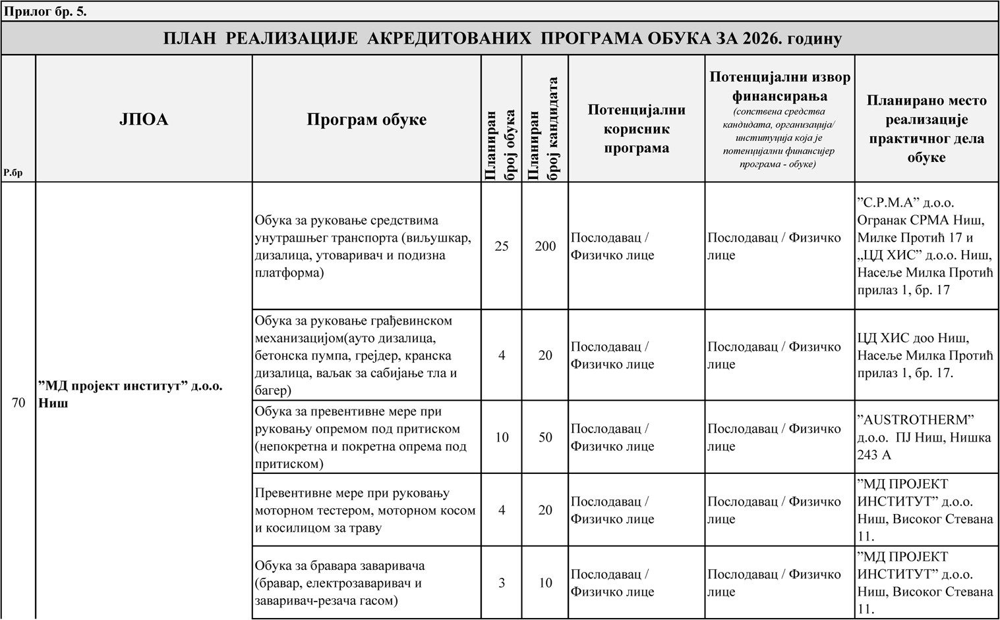 Прилог бр. 5.
ПЛАН РЕАЛИЗАЦИЈЕ АКРЕДИТОВАНИХ ПРОГРАМА ОБУКА ЗА 2026. годину
Р.бр
ЈПОА
Програм обуке
Планиран
број обука
Планиран
број кандидата
Потенцијални
корисник
програма
Потенцијални извор
финансирања
(сопствена средства
кандидата, организација/
институција која је
потенцијални финансијер
програма - обуке)
Планирано место
реализације
практичног дела
обуке
70
”МД пројект институт” д.о.о.
Ниш
Обука за руковање средствима
унутрашњег транспорта (виљушкар,
дизалица, утоваривач и подизна
платформа)
25
200
Послодавац /
Физичко лице
Послодавац / Физичко
лице
”С.Р.М.А” д.о.о.
Огранак СРМА Ниш,
Милке Протић 17 и
„ЦД ХИС” д.о.о. Ниш,
Насеље Милка Протић
прилаз 1, бр. 17
Обука за руковање грађевинском
механизацијом(ауто дизалица,
бетонска пумпа, грејдер, кранска
дизалица, ваљак за сабијање тла и
багер)
4
20
Послодавац /
Физичко лице
Послодавац / Физичко
лице
ЦД ХИС доо Ниш,
Насеље Милка Протић
прилаз 1, бр. 17.
Обука за превентивне мере при
руковању опремом под притиском
(непокретна и покретна опрема под
притиском)
10
50
Послодавац /
Физичко лице
Послодавац / Физичко
лице
”AUSTROTHERM”
д.о.о. ПЈ Ниш, Нишка
243 А
Превентивне мере при руковању
моторном тестером, моторном косом
и косилицом за траву
4
20
Послодавац /
Физичко лице
Послодавац / Физичко
лице
”МД ПРОЈЕКТ
ИНСТИТУТ” д.о.о.
Ниш, Високог Стевана
11.
Обука за бравара заваривача
(бравар, електрозаваривач и
заваривач-резача гасом)
3
10
Послодавац /
Физичко лице
Послодавац / Физичко
лице
”МД ПРОЈЕКТ
ИНСТИТУТ” д.о.о.
Ниш, Високог Стевана
11.